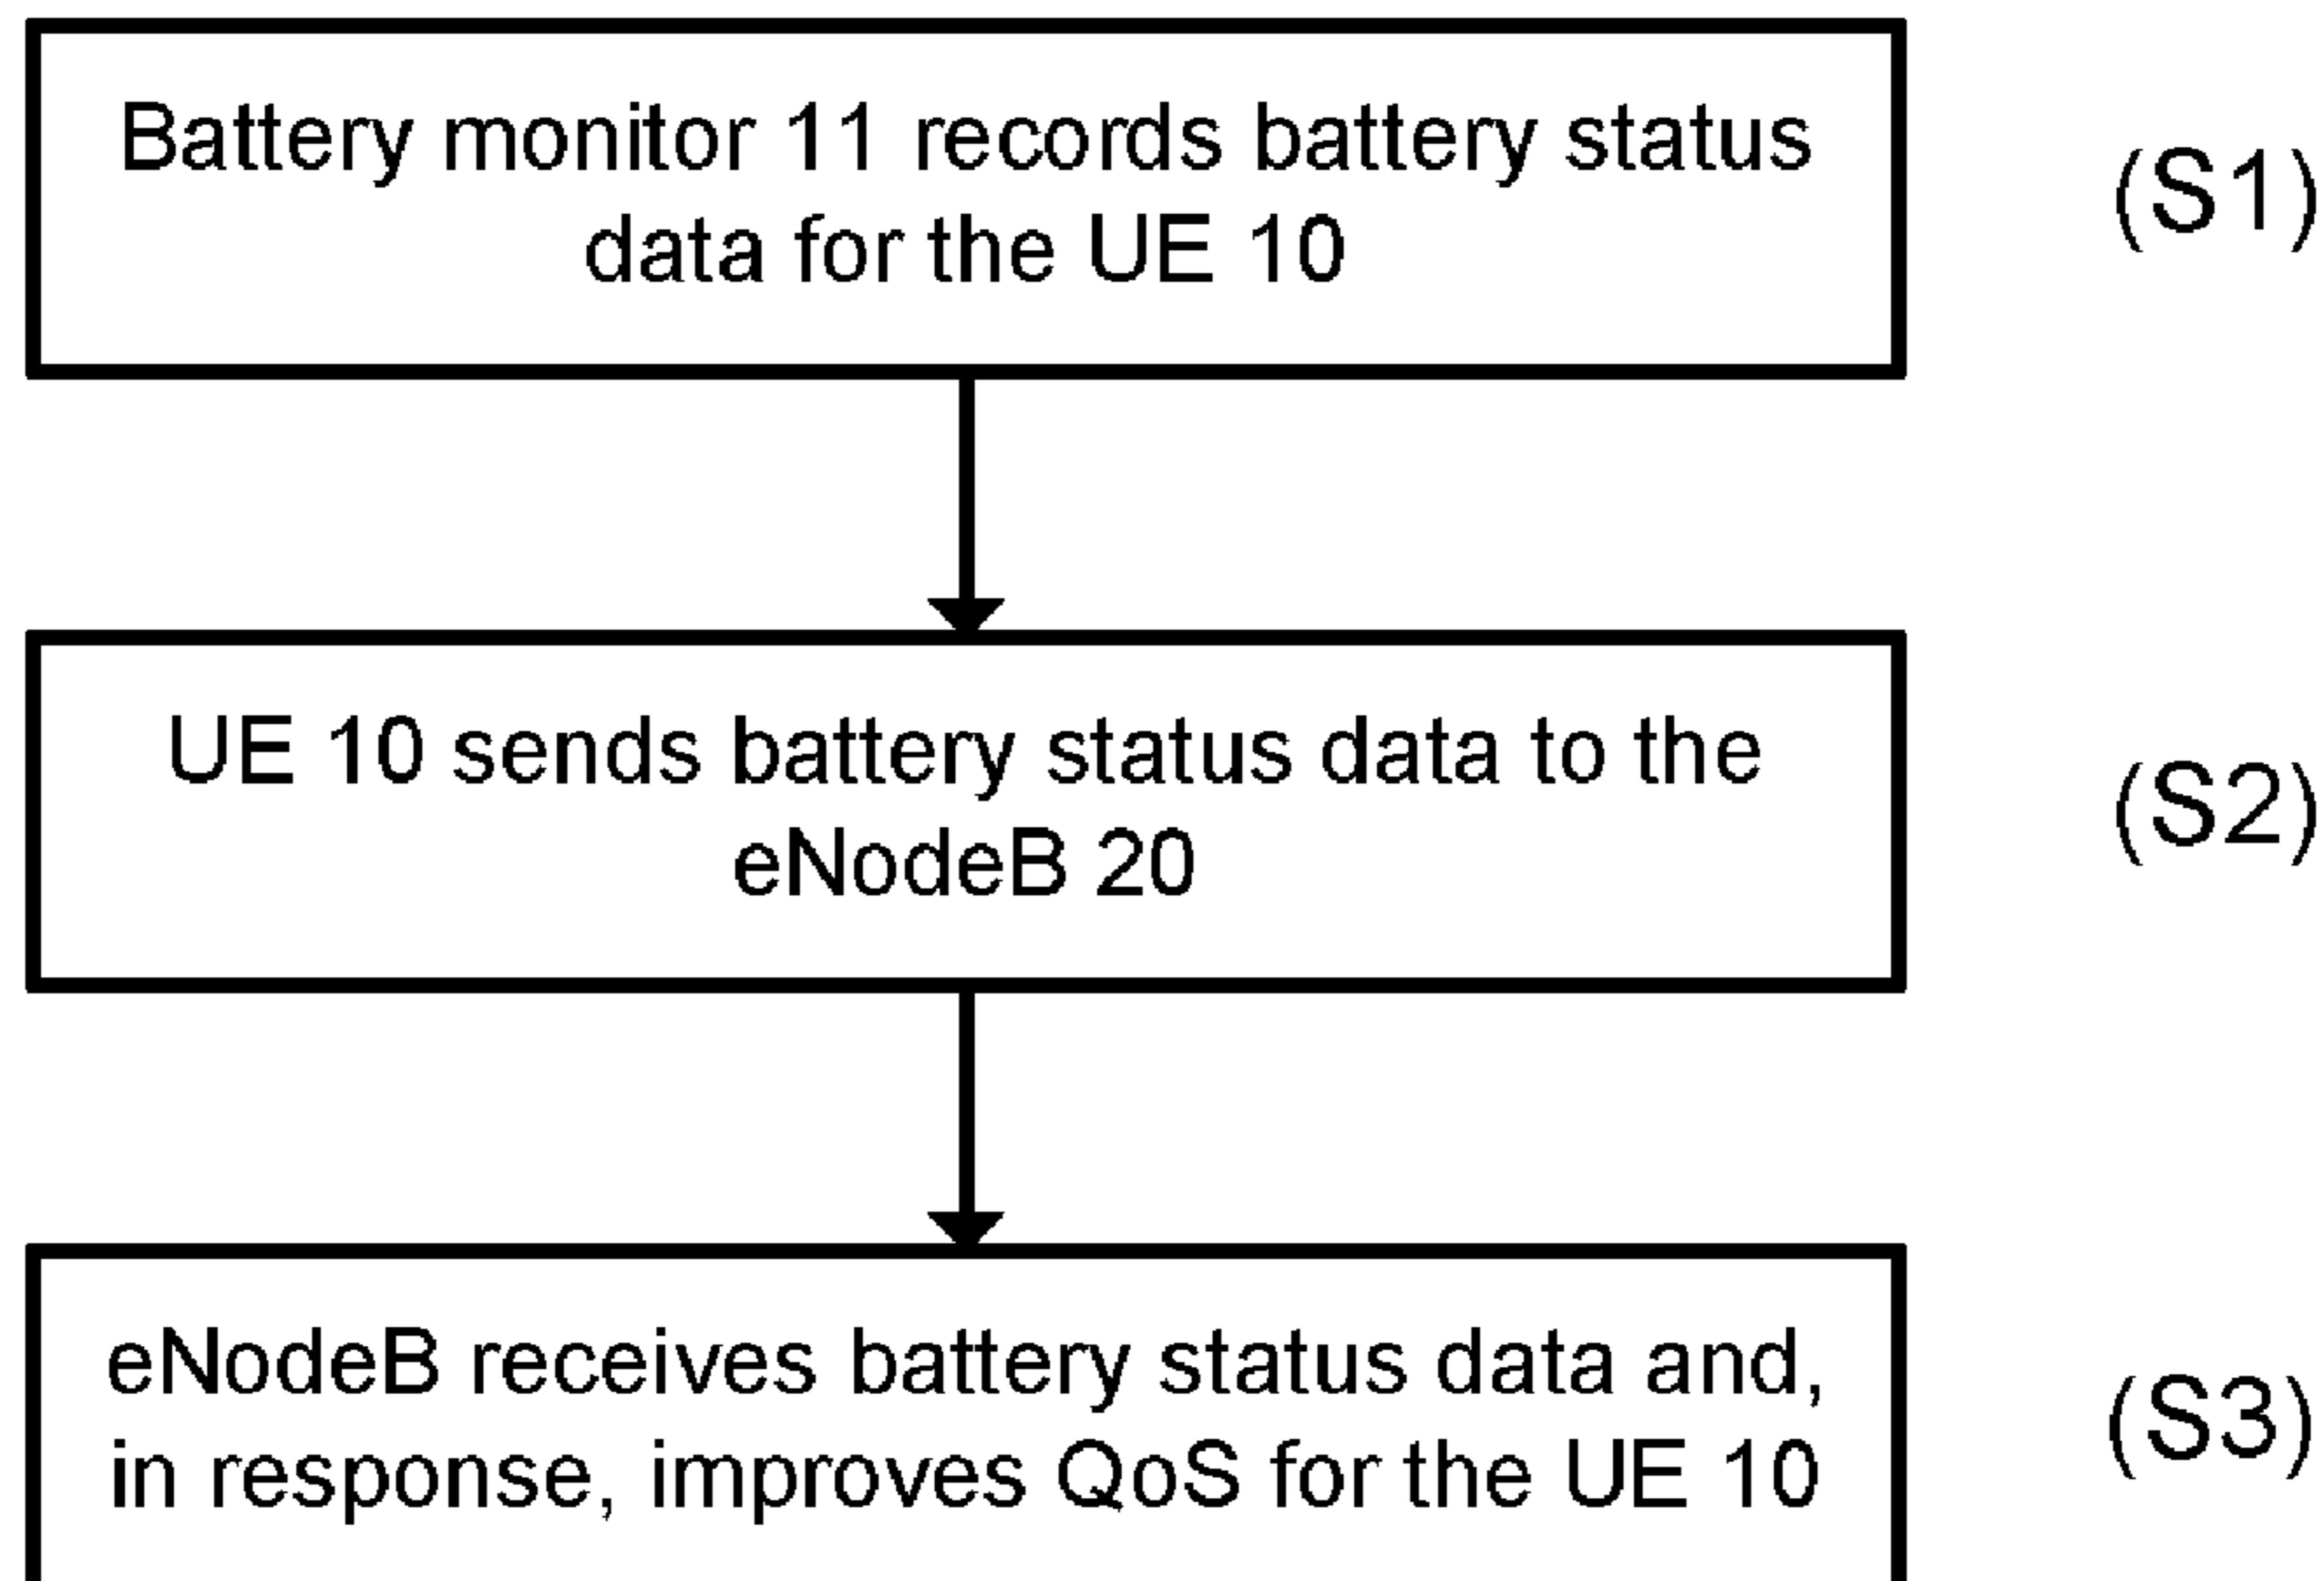 Battery monitor 11 records battery status
data for the UE 10
(S1)
UE 10 sends battery status data to the
eNodeB 20
(S2)
eNodeB receives battery status data and,
in response, improves QoS for the UE 10
(S3)